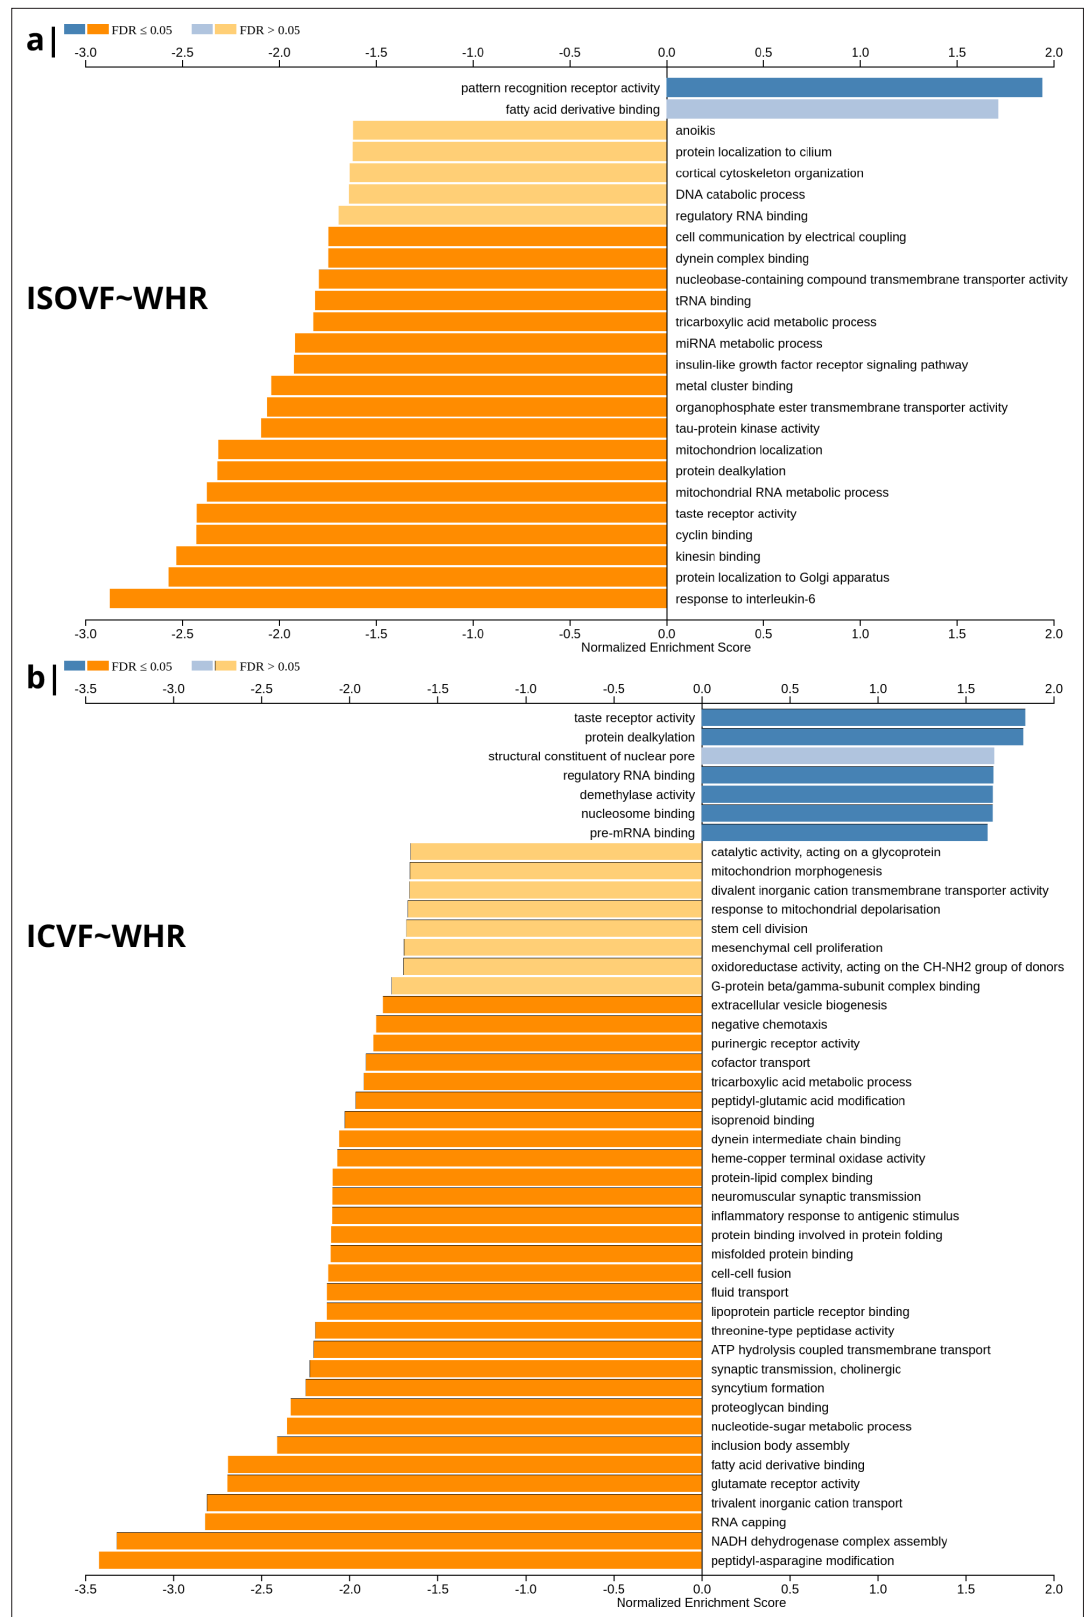 a|
FDR ≤ 0.05 FDR > 0.05
-3.0 -2.5 -2.0 -1.5 -1.0 -0.5 0.0 0.5 1.0 1.5 2.0
pattern recognition receptor activity
fatty acid derivative binding
anoikis
protein localization to cilium
cortical cytoskeleton organization
DNA catabolic process
regulatory RNA binding
cell communication by electrical coupling
dynein complex binding
nucleobase-containing compound transmembrane transporter activity
ISOVF~WHR
tRNA binding
tricarboxylic acid metabolic process
miRNA metabolic process
insulin-like growth factor receptor signaling pathway
metal cluster binding
organophosphate ester transmembrane transporter activity
tau-protein kinase activity
mitochondrion localization
protein dealkylation
mitochondrial RNA metabolic process
taste receptor activity
cyclin binding
kinesin binding
protein localization to Golgi apparatus
response to interleukin-6
-3.0 -2.5 -2.0 -1.5 -1.0 -0.5 0.0 0.5 1.0 1.5 2.0
Normalized Enrichment Score
b|
FDR ≤ 0.05 FDR > 0.05
-3.5 -3.0 -2.5 -2.0 -1.5 -1.0 -0.5 0.0 0.5 1.0 1.5 2.0
taste receptor activity
protein dealkylation
structural constituent of nuclear pore
regulatory RNA binding
demethylase activity
nucleosome binding
pre-mRNA binding
catalytic activity, acting on a glycoprotein
mitochondrion morphogenesis
divalent inorganic cation transmembrane transporter activity
response to mitochondrial depolarisation
stem cell division
ICVF~WHR
mesenchymal cell proliferation
oxidoreductase activity, acting on the CH-NH2 group of donors
G-protein beta/gamma-subunit complex binding
extracellular vesicle biogenesis
negative chemotaxis
purinergic receptor activity
cofactor transport
tricarboxylic acid metabolic process
peptidyl-glutamic acid modification
isoprenoid binding
dynein intermediate chain binding
heme-copper terminal oxidase activity
protein-lipid complex binding
neuromuscular synaptic transmission
inflammatory response to antigenic stimulus
protein binding involved in protein folding
misfolded protein binding
cell-cell fusion
fluid transport
lipoprotein particle receptor binding
threonine-type peptidase activity
ATP hydrolysis coupled transmembrane transport
synaptic transmission, cholinergic
syncytium formation
proteoglycan binding
nucleotide-sugar metabolic process
inclusion body assembly
fatty acid derivative binding
glutamate receptor activity
trivalent inorganic cation transport
RNA capping
NADH dehydrogenase complex assembly
peptidyl-asparagine modification
-3.5 -3.0 -2.5 -2.0 -1.5 -1.0 -0.5 0.0 0.5 1.0 1.5 2.0
Normalized Enrichment Score